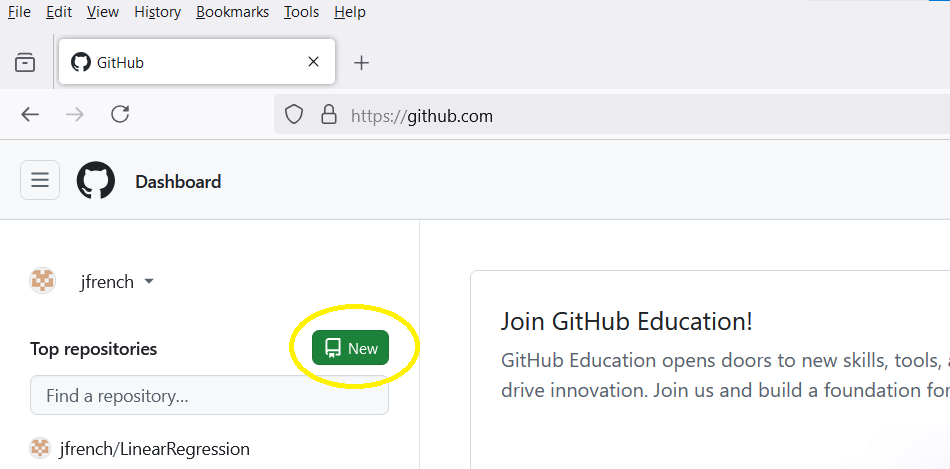 File Edit View History Bookmarks Tools Help
GitHub
https://github.com
Dashboard
jfrench
Top repositories
New
Find a repository...
jfrench/LinearRegression
Join GitHub Education!
GitHub Education opens doors to new skills, tools,
drive innovation. Join us and build a foundation for